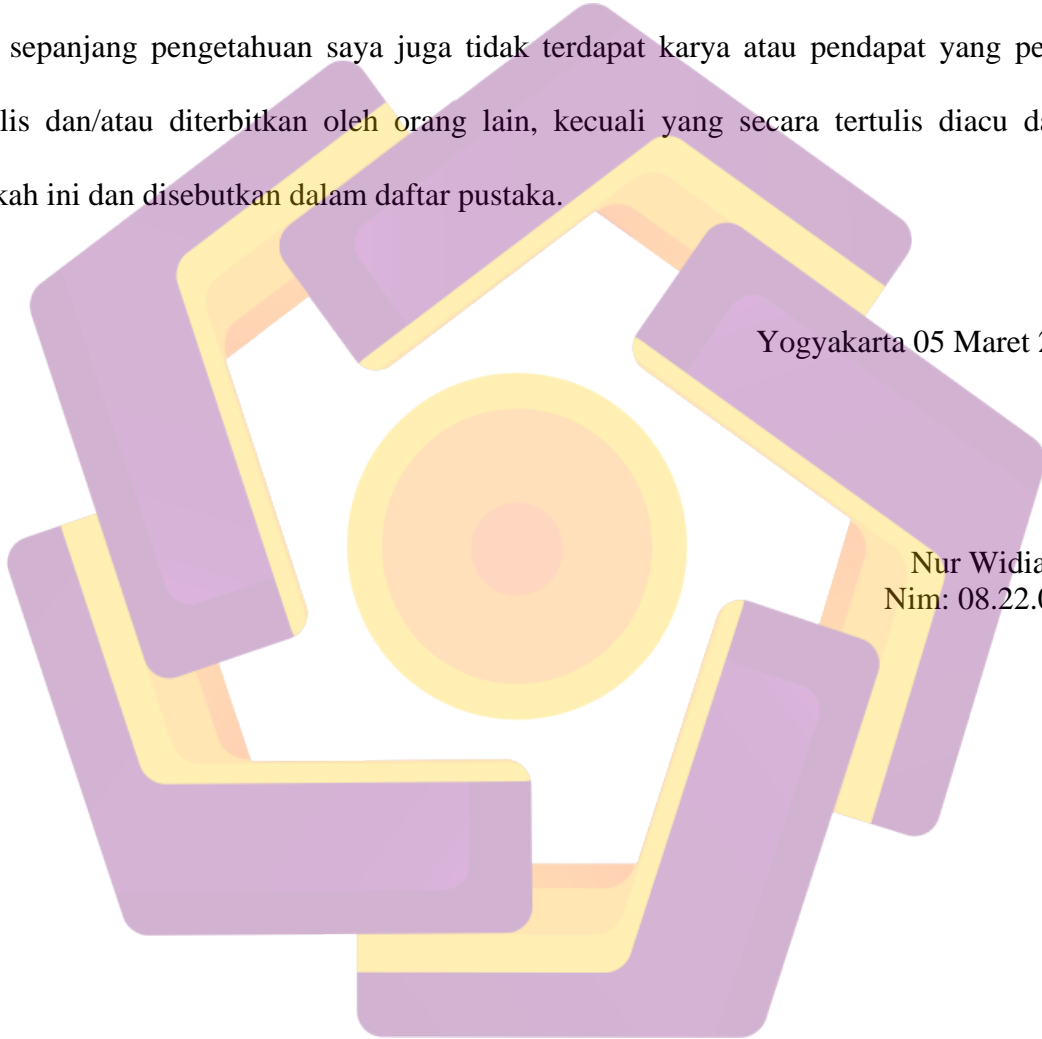 sepanjang pengetahuan saya juga tidak terdapat karya atau pendapat yang pe
lis dan/atau diterbitkan oleh orang lain, kecuali yang secara tertulis diacu da
kah ini dan disebutkan dalam daftar pustaka.
Yogyakarta 05 Maret 2
Nur Widia
Nim: 08.22.0